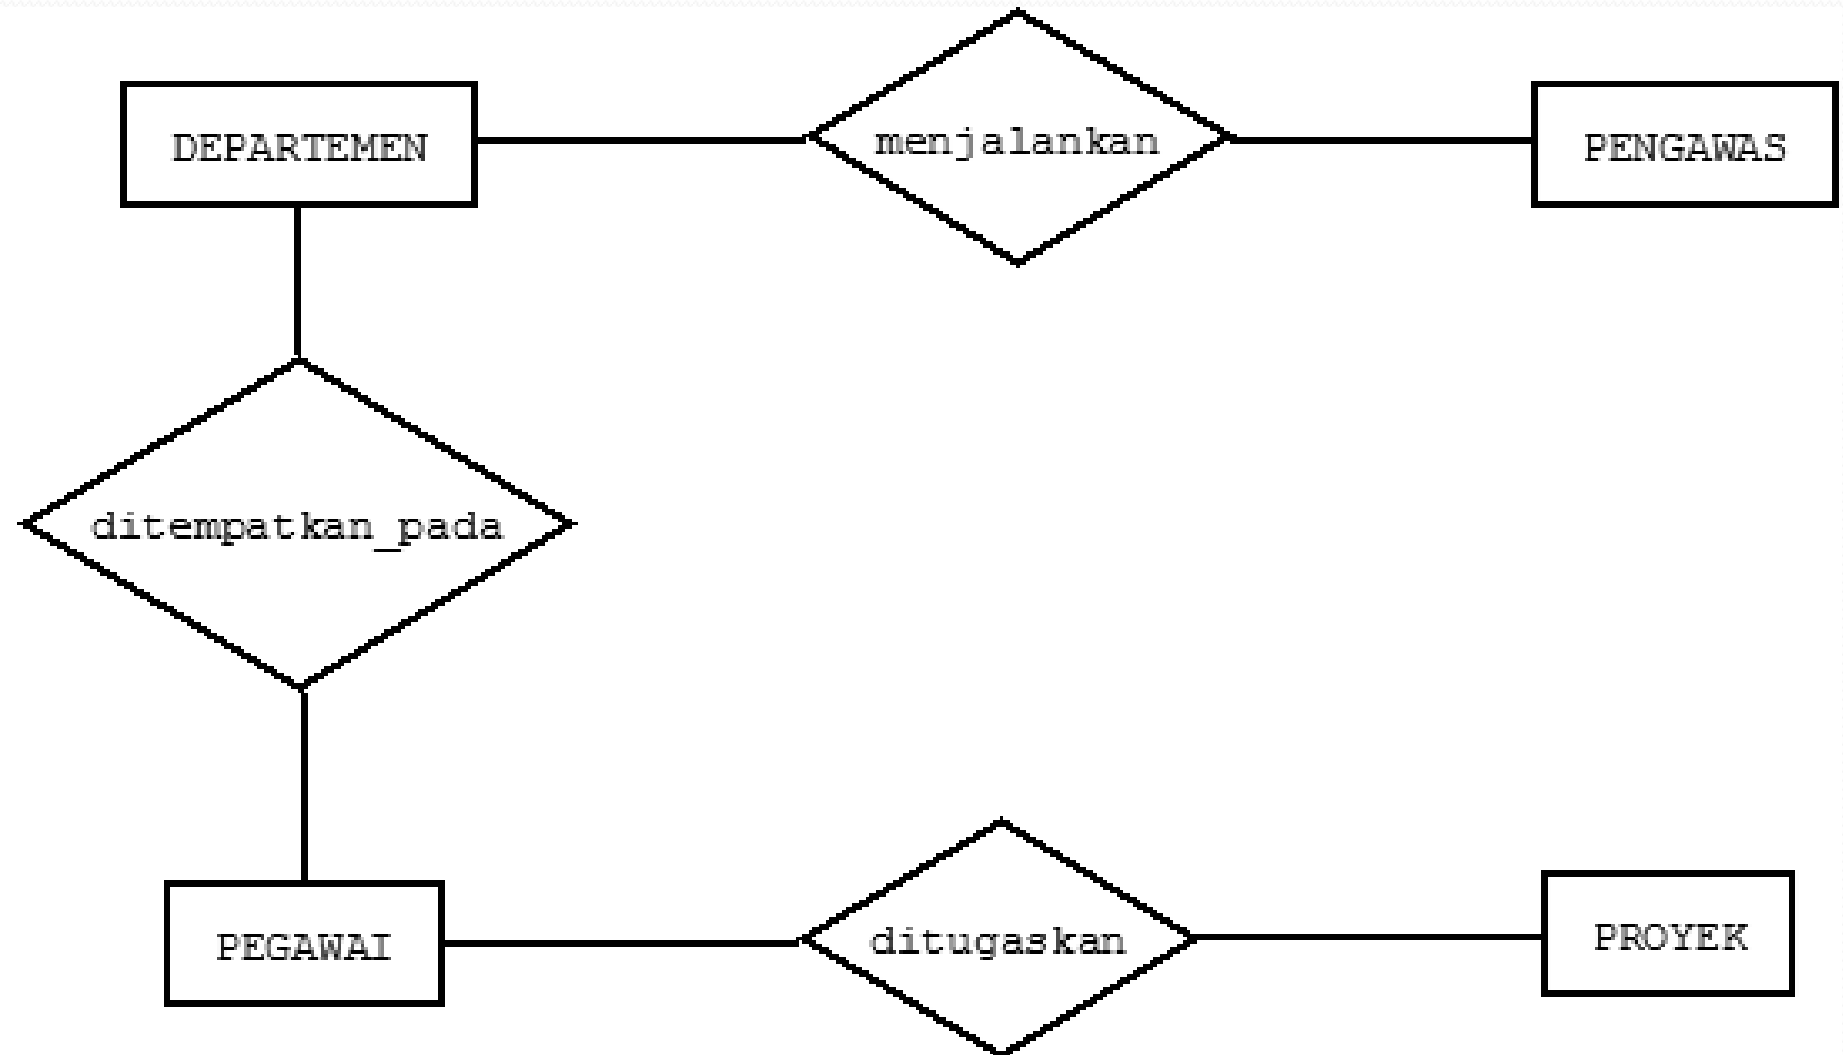 DEPARTEMEN
menjalankan
PENGAWAS
ditempatkan_pada
PEGAWAI
ditugaskan
PROYEK